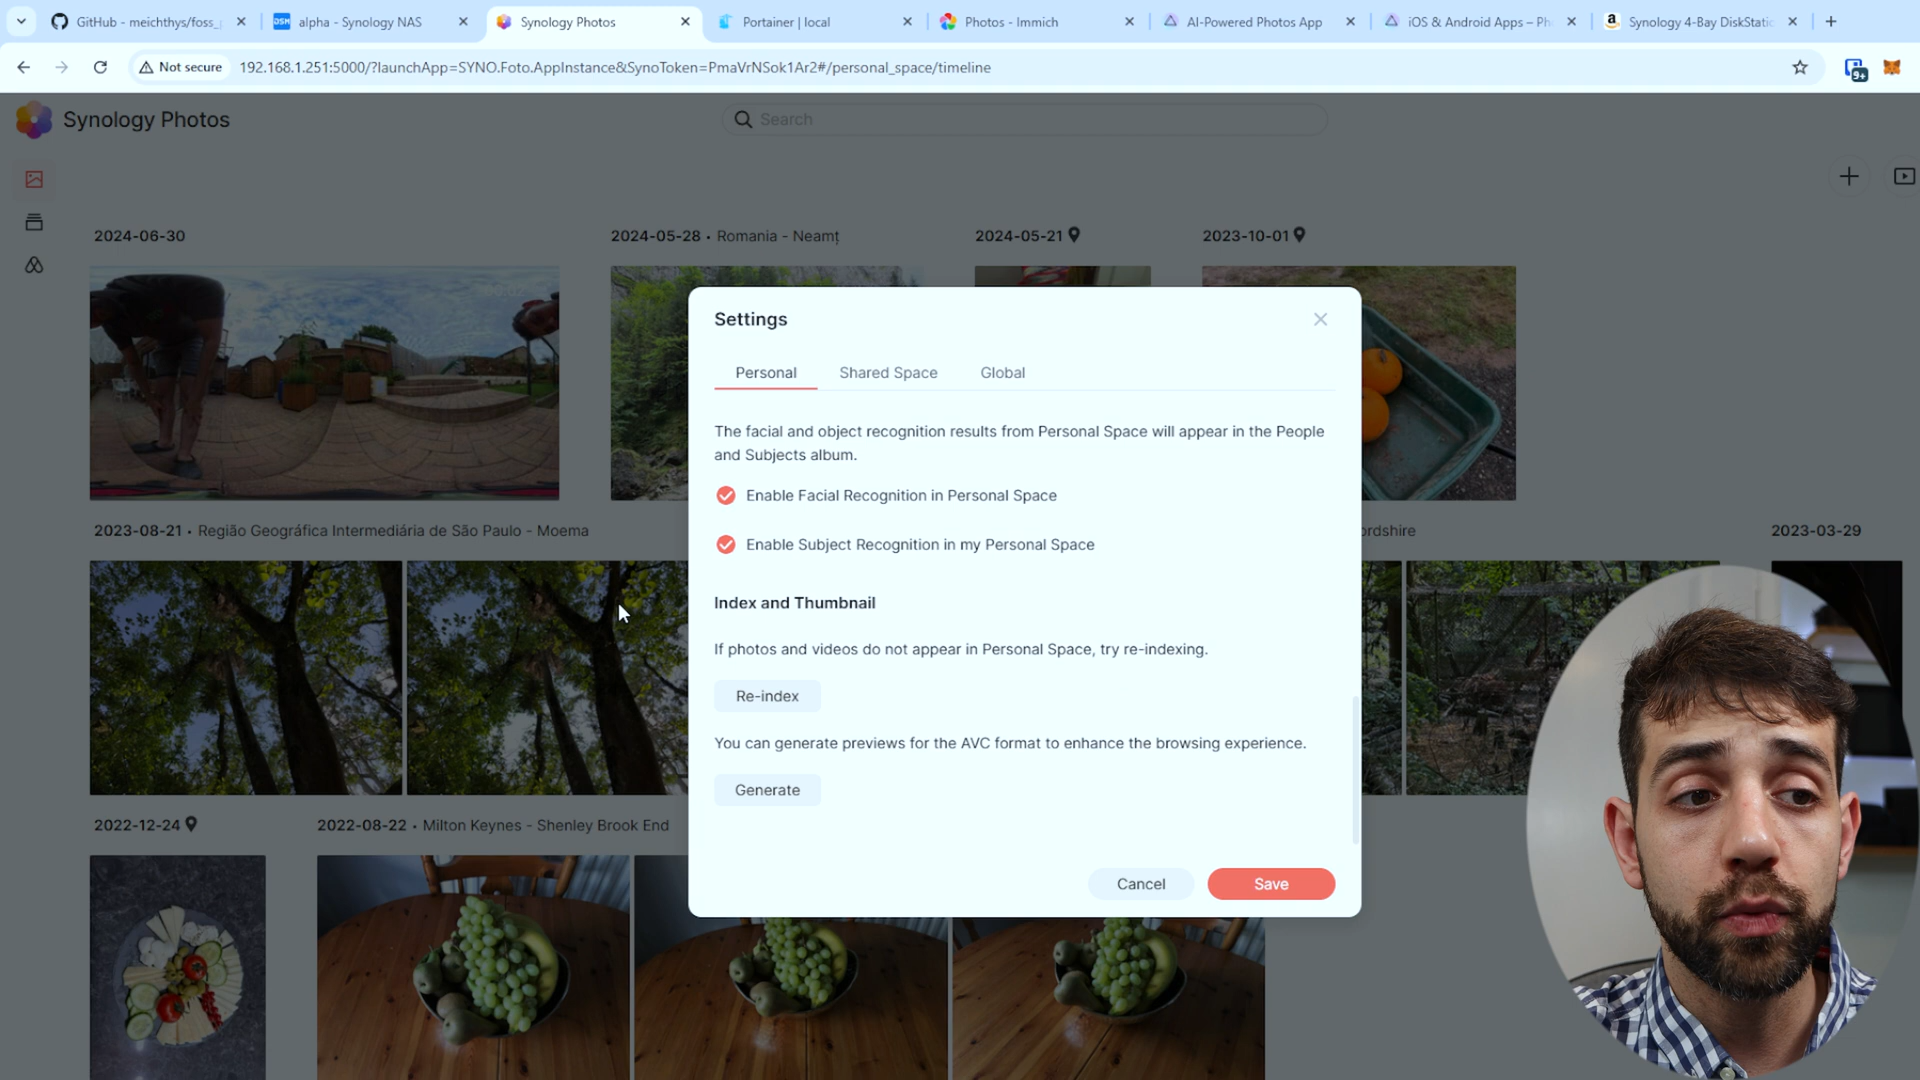 GitHub - meichthys/foss_
alpha - Synology NAS
Synology Photos
Portainer | local
Photos - Immich
AI-Powered Photos App
iOS & Android Apps – Ph
Synology 4-Bay DiskStati
Not secure
192.168.1.251:5000/?launchApp=SYNO.Foto.AppInstance&SynoToken=PmaVrNSok1Ar2#/personal_space/timeline
9+
Synology Photos
Search
2024-06-30
2024-05-28 • Romania - Neamț
2024-05-21
2023-10-01
Settings
Personal
Shared Space
Global
The facial and object recognition results from Personal Space will appear in the People
and Subjects album.
Enable Facial Recognition in Personal Space
2023-08-21 • Região Geográfica Intermediária de São Paulo - Moema
ordshire
2023-03-29
Enable Subject Recognition in my Personal Space
Index and Thumbnail
If photos and videos do not appear in Personal Space, try re-indexing.
Re-index
You can generate previews for the AVC format to enhance the browsing experience.
Generate
2022-12-24
2022-08-22 • Milton Keynes - Shenley Brook End
Cancel
Save